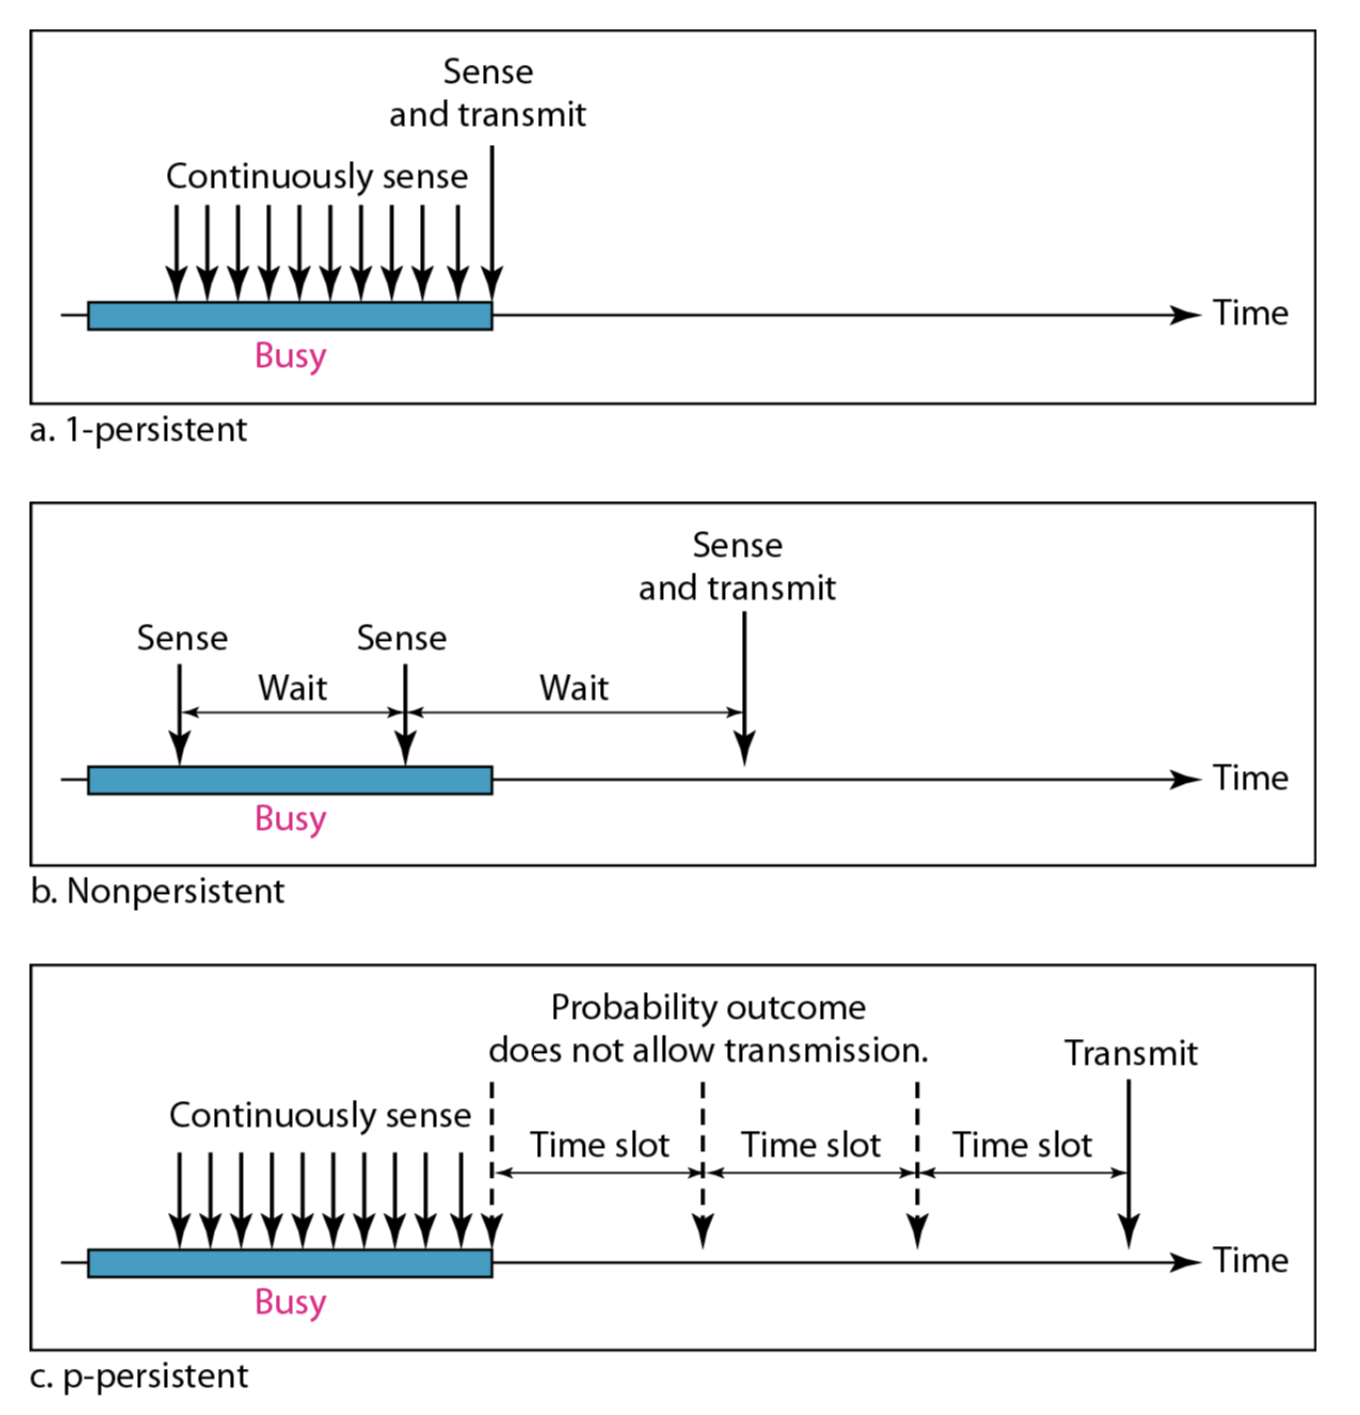 Sense
and transmit
Continuously sense
Time
Busy
a. 1-persistent
Sense
and transmit
Sense
Sense
Wait
Wait
Time
Busy
b. Nonpersistent
Probability outcome
does not allow transmission.
Transmit
Continuously sense
Time slot
Time slot
Time slot
Time
Busy
c. p-persistent